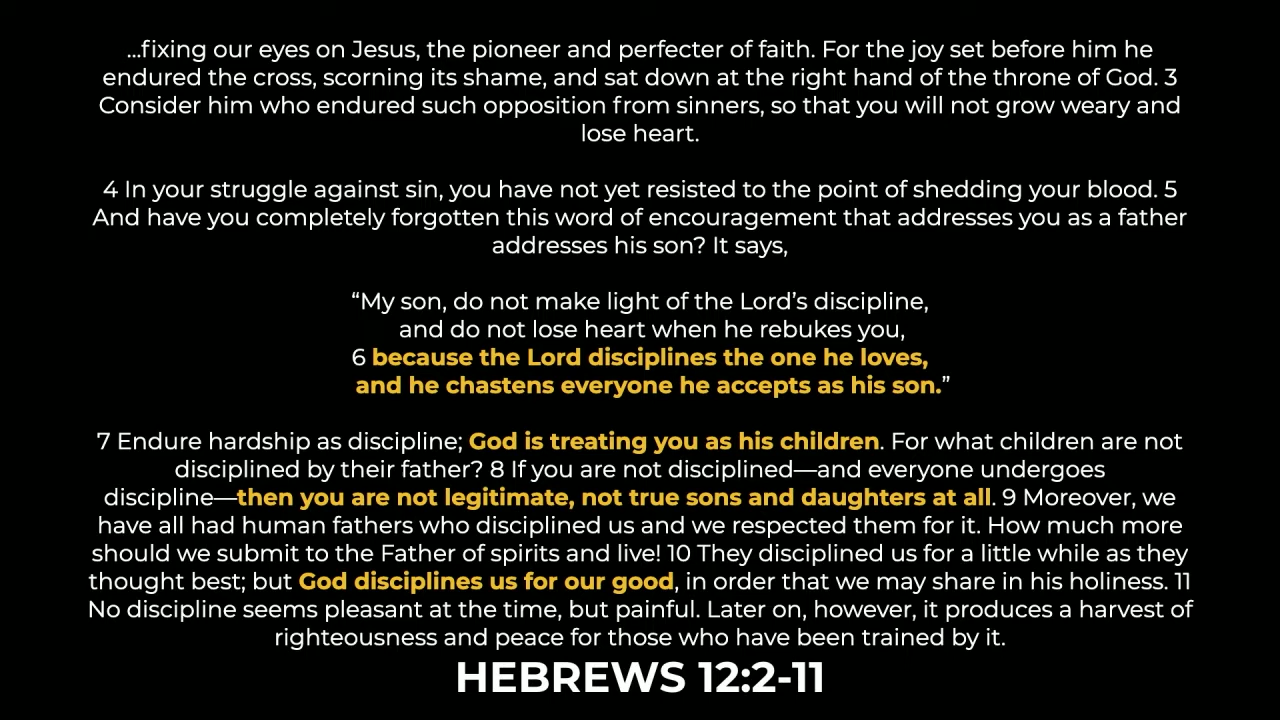 ...fixing our eyes on Jesus, the pioneer and perfecter of faith. For the joy set before him he
endured the cross, scorning its shame, and sat down at the right hand of the throne of God. 3
Consider him who endured such opposition from sinners, so that you will not grow weary and
lose heart.
4 In your struggle against sin, you have not yet resisted to the point of shedding your blood. 5
And have you completely forgotten this word of encouragement that addresses you as a father
addresses his son? It says,
“My son, do not make light of the Lord’s discipline,
and do not lose heart when he rebukes you,
6 because the Lord disciplines the one he loves,
and he chastens everyone he accepts as his son.”
7 Endure hardship as discipline; God is treating you as his children. For what children are not
disciplined by their father? 8 If you are not disciplined—and everyone undergoes
discipline—then you are not legitimate, not true sons and daughters at all. 9 Moreover, we
have all had human fathers who disciplined us and we respected them for it. How much more
should we submit to the Father of spirits and live! 10 They disciplined us for a little while as they
thought best; but God disciplines us for our good, in order that we may share in his holiness. 11
No discipline seems pleasant at the time, but painful. Later on, however, it produces a harvest of
righteousness and peace for those who have been trained by it.
HEBREWS 12:2-11